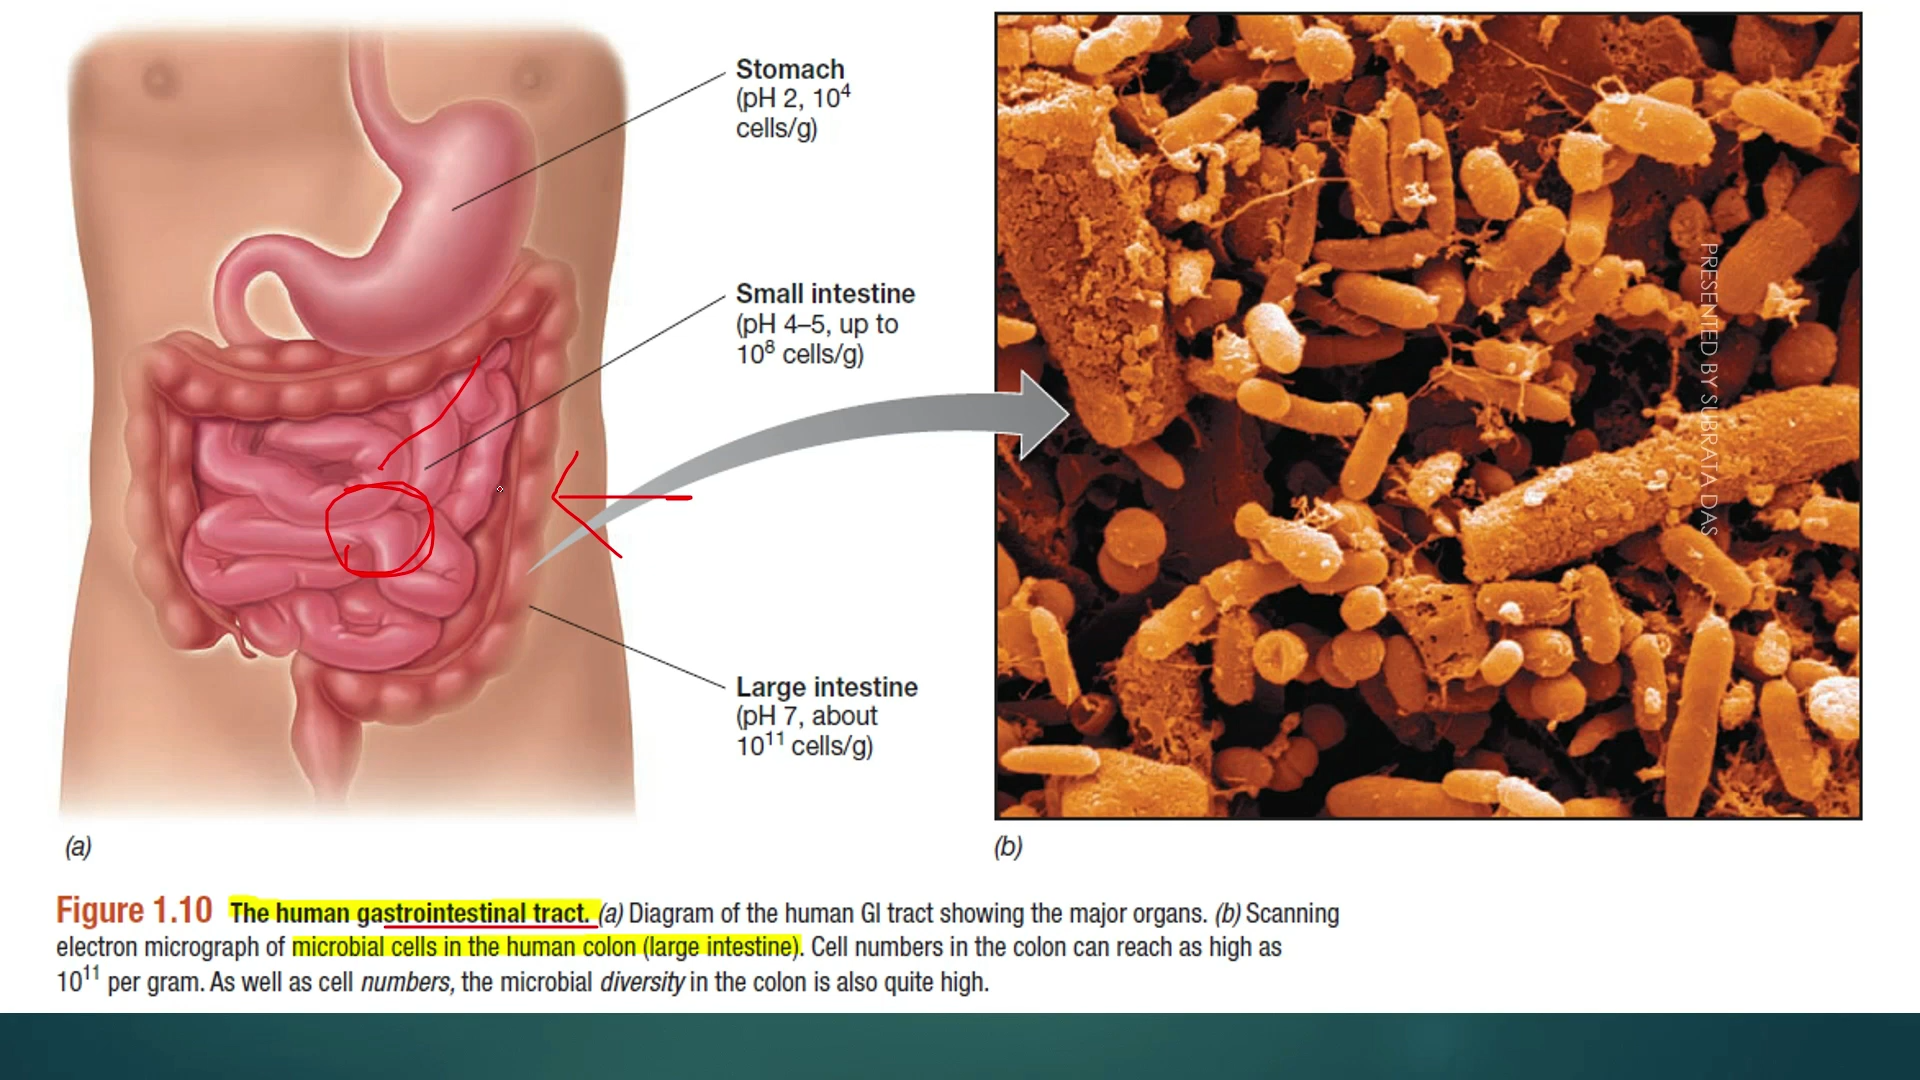 Stomach
(pH 2, 10⁴
cells/g)
Small intestine
(pH 4–5, up to
10⁸ cells/g)
Large intestine
(pH 7, about
10¹¹ cells/g)
PRESENTED BY SUBRATA DAS
(a)
(b)
Figure 1.10 The human gastrointestinal tract. (a) Diagram of the human GI tract showing the major organs. (b) Scanning
electron micrograph of microbial cells in the human colon (large intestine). Cell numbers in the colon can reach as high as
10¹¹ per gram. As well as cell numbers, the microbial diversity in the colon is also quite high.